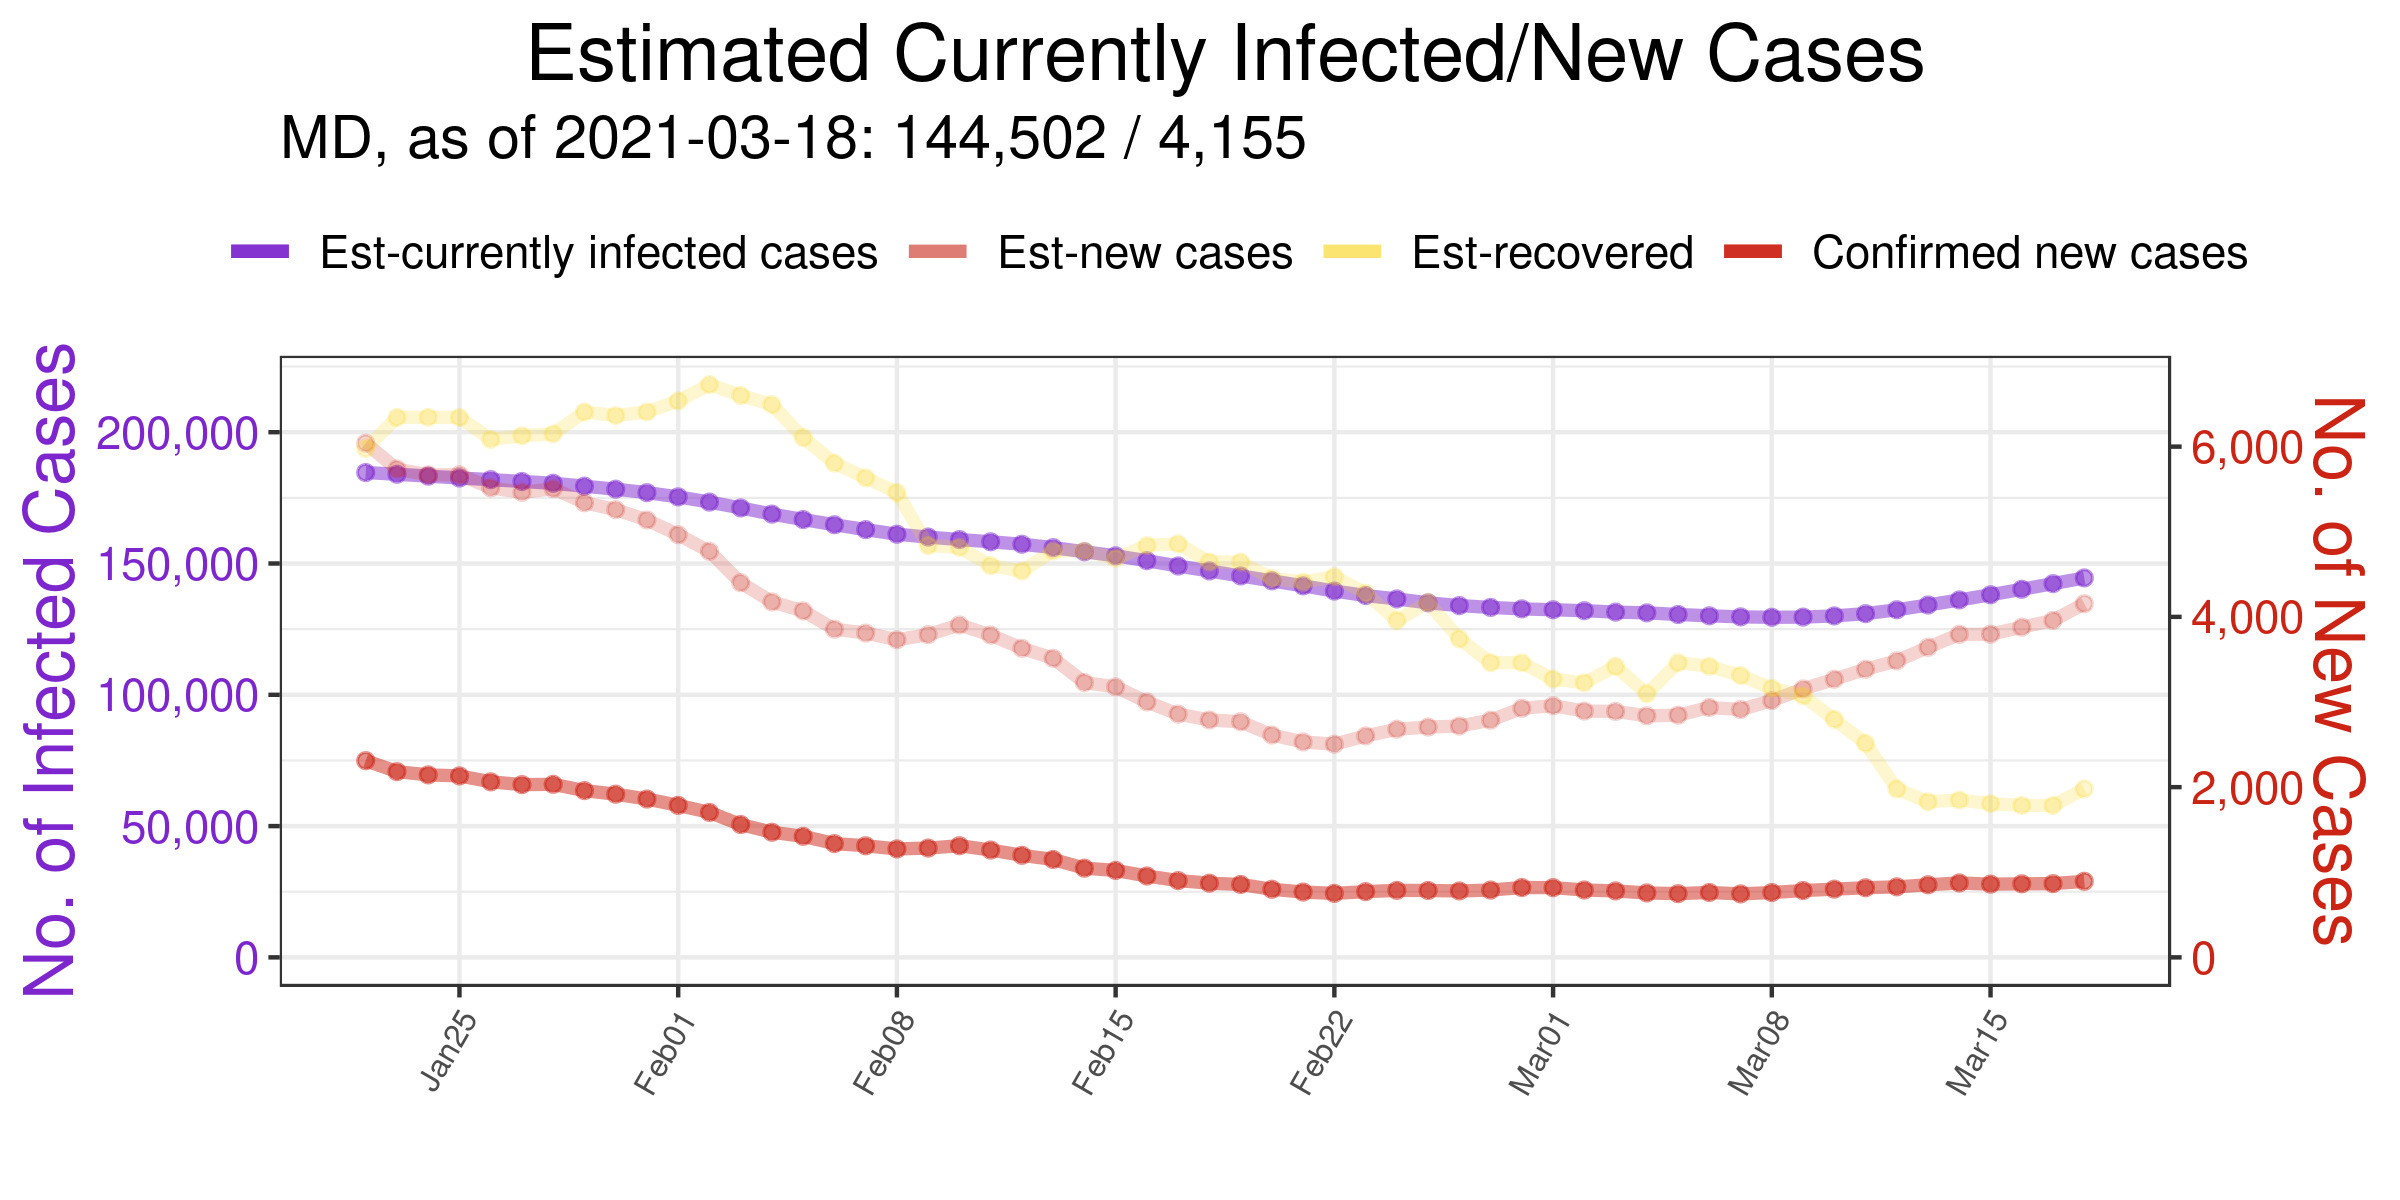 Estimated Currently Infected/New Cases
MD, as of 2021-03-18: 144,502 / 4,155
Est-currently infected cases Est-new cases Est-recovered Confirmed new cases
No. of Infected Cases
200,000
150,000
100,000
50,000
0
6,000
4,000
2,000
0
No. of New Cases
Jan25 Feb01 Feb08 Feb15 Feb22 Mar01 Mar08 Mar15